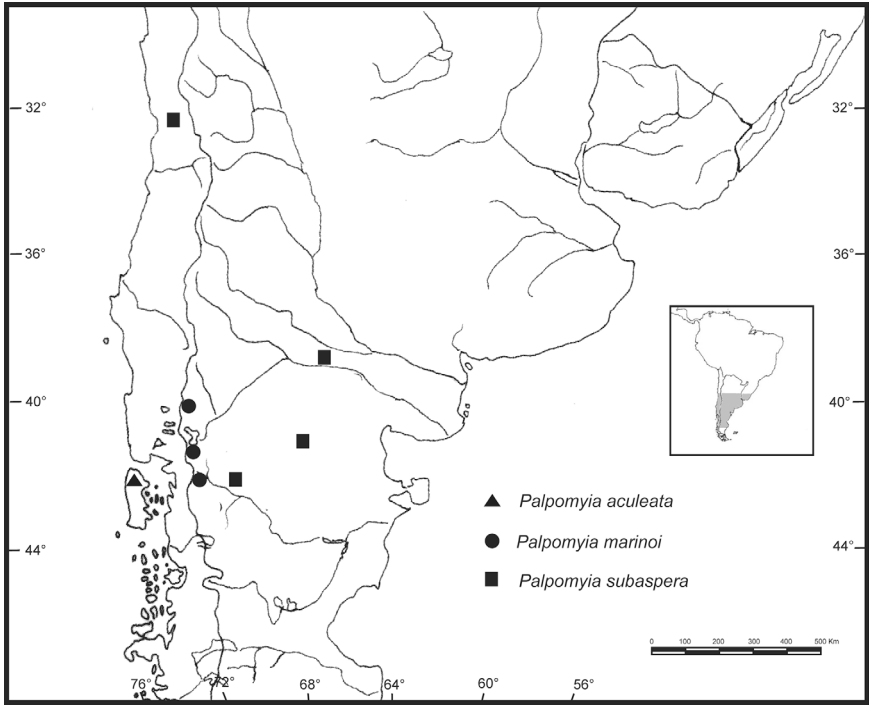 32° 32°
36° 36°
40° 40°
Palpomyia aculeata
Palpomyia marinoi
44° 44°
Palpomyia subaspera
0 100 200 300 400 500 Km
76° 72° 68° 64° 60° 56°